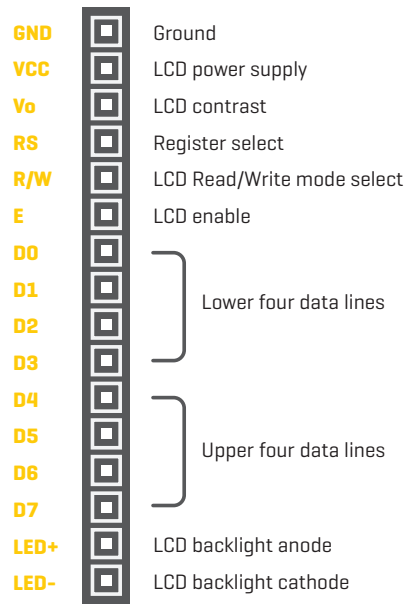 GND Ground
VCC LCD power supply
Vo LCD contrast
RS Register select
R/W LCD Read/Write mode select
E LCD enable
D0
D1
Lower four data lines
D2
D3
D4
D5
Upper four data lines
D6
D7
LED+ LCD backlight anode
LED- LCD backlight cathode